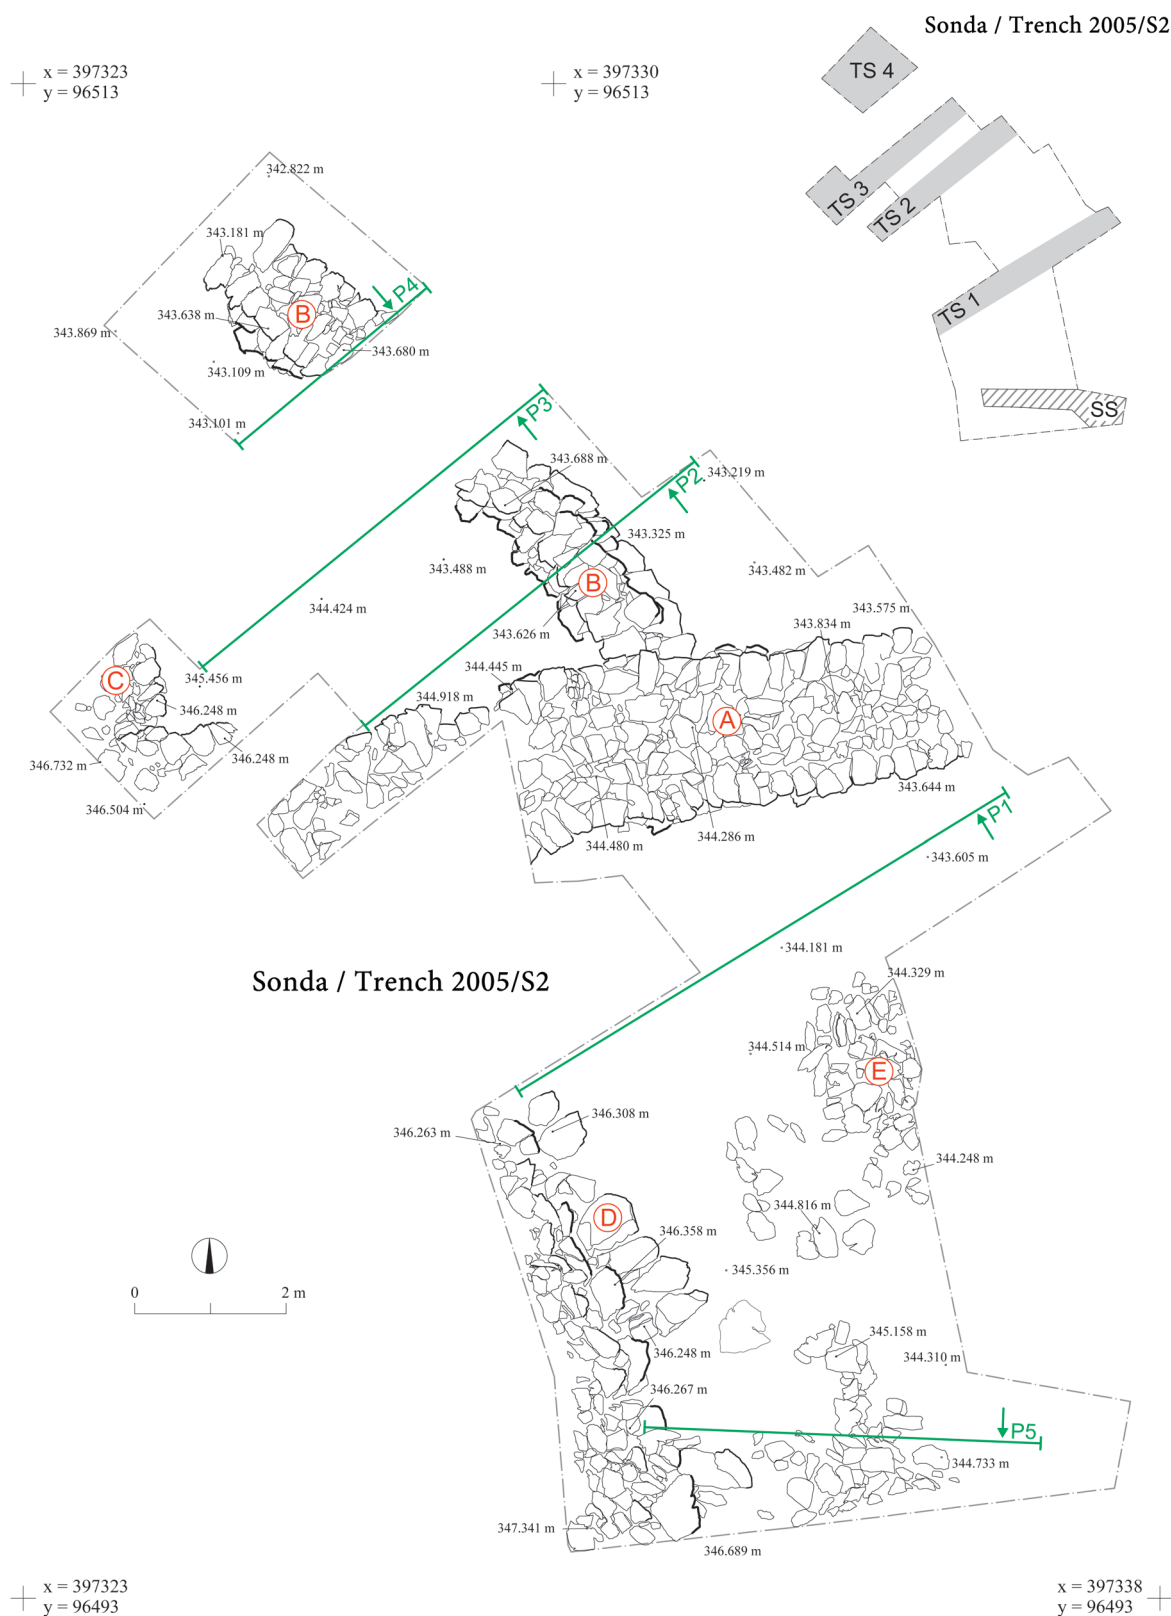 Sonda / Trench 2005/S2
x = 397323
y = 96513
x = 397330
y = 96513
TS 4
TS 3
TS 2
TS 1
SS
342.822 m
343.181 m
P4
B
343.638 m
343.869 m
343.680 m
343.109 m
343.101 m
P3
343.688 m
P2
343.219 m
343.325 m
343.488 m
343.482 m
B
344.424 m
343.575 m
343.834 m
343.626 m
344.445 m
C
345.456 m
344.918 m
346.248 m
A
346.732 m
346.248 m
343.644 m
346.504 m
344.286 m
344.480 m
P1
343.605 m
344.181 m
344.329 m
Sonda / Trench 2005/S2
344.514 m
E
346.308 m
346.263 m
344.248 m
344.816 m
D
346.358 m
345.356 m
0
2 m
345.158 m
346.248 m
344.310 m
346.267 m
P5
344.733 m
347.341 m
346.689 m
x = 397323
y = 96493
x = 397338
y = 96493